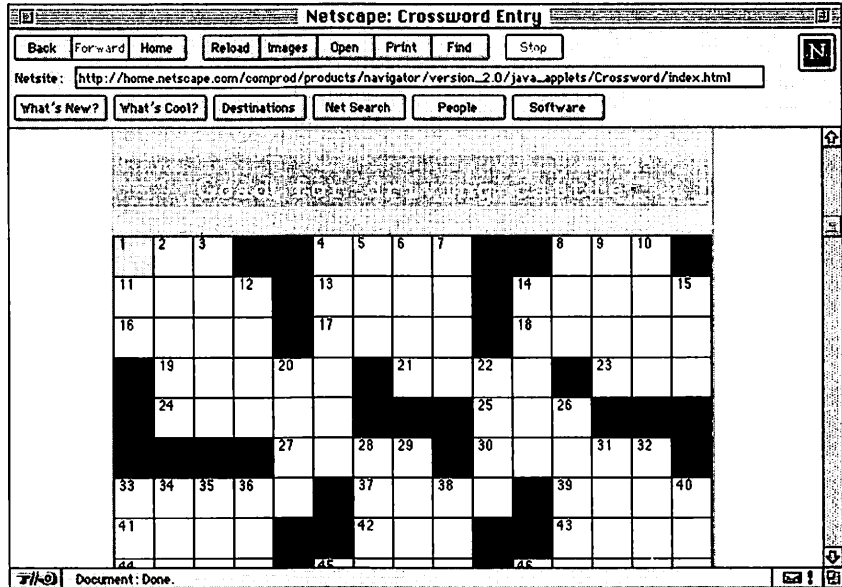 Netscape: Crossword Entry
Back Forward Home Reload Images Open Print Find Stop
N
Netsite: http://home.netscape.com/comprod/products/navigator/version_2.0/java_applets/Crossword/index.html
What's New? What's Cool? Destinations Net Search People Software
1 2 3 4 5 6 7 8 9 10
11 12 13 14 15
16 17 18
19 20 21 22 23
24 25 26
27 28 29 30 31 32
33 34 35 36 37 38 39 40
41 42 43
44 45 46
Document: Done.